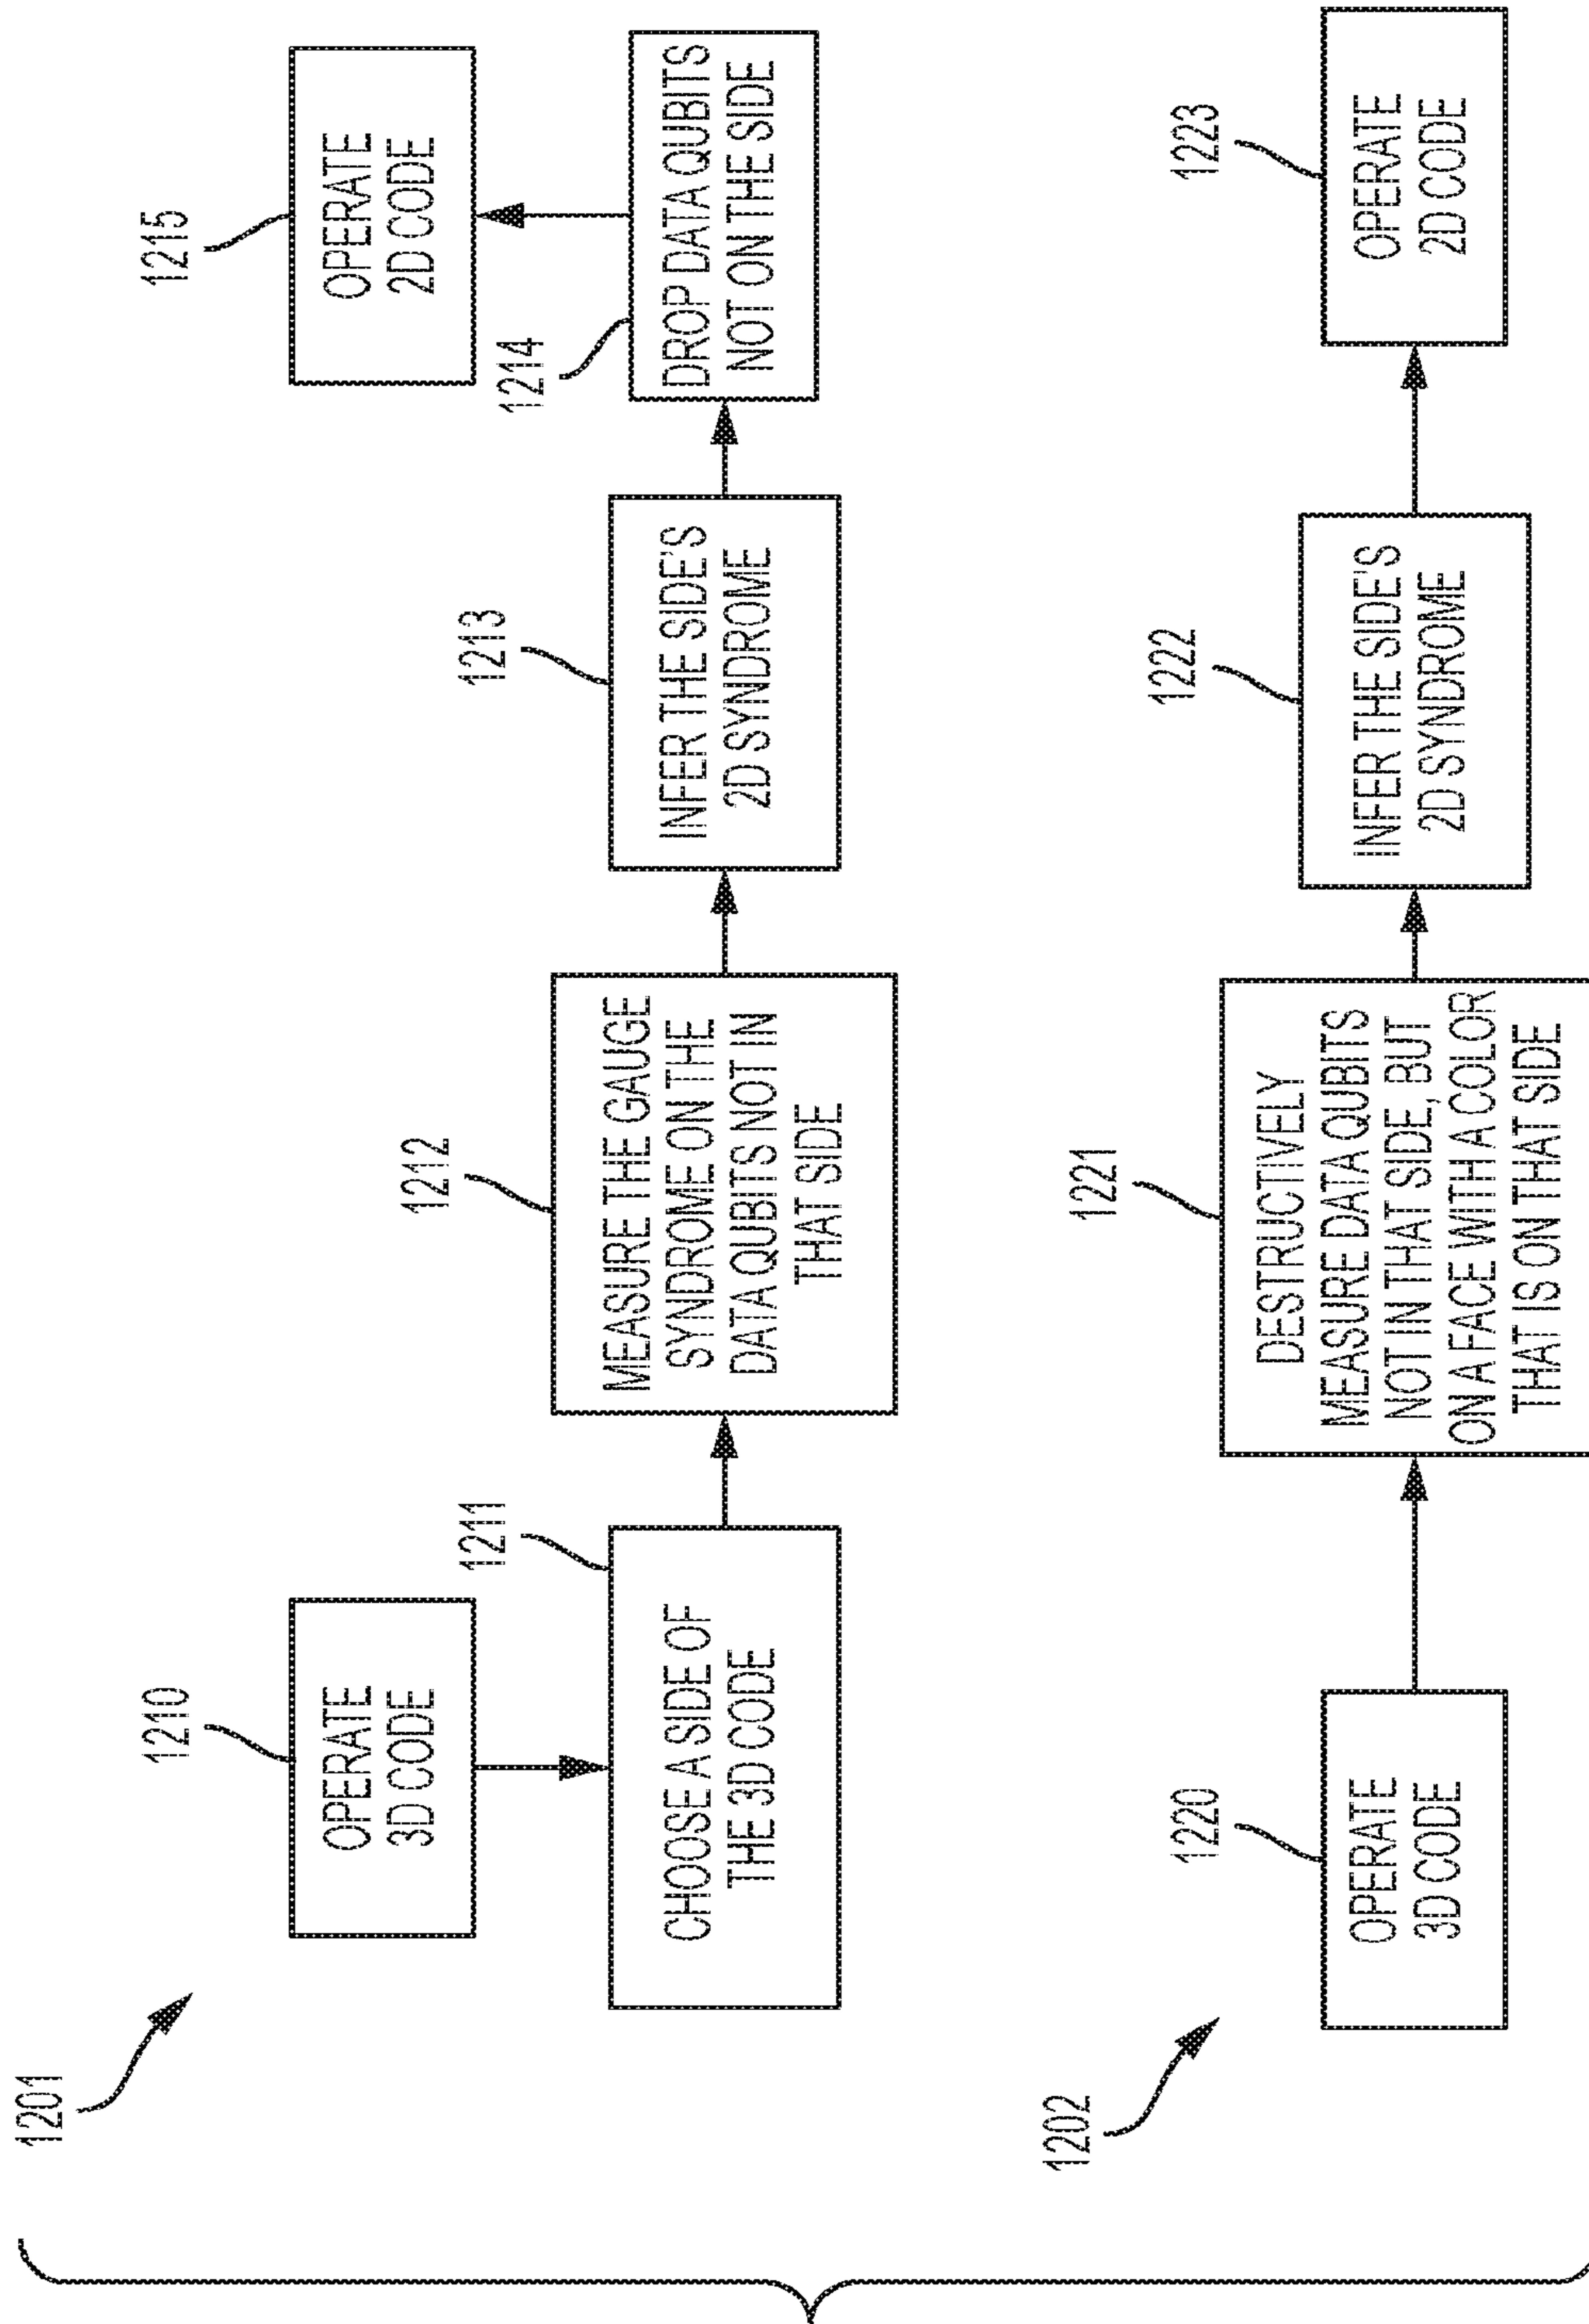 1201
1210
OPERATE
3D CODE
1211
CHOOSE A SIDE OF
THE 3D CODE
1212
MEASURE THE GAUGE
SYNDROME ON THE
DATA QUBITS NOT IN
THAT SIDE
1213
INFER THE SIDE'S
2D SYNDROME
1214
DROP DATA QUBITS
NOT ON THE SIDE
1215
OPERATE
2D CODE
1202
1220
OPERATE
3D CODE
1221
DESTRUCTIVELY
MEASURE DATA QUBITS
NOT IN THAT SIDE, BUT
ON A FACE WITH A COLOR
THAT IS ON THAT SIDE
1222
INFER THE SIDE'S
2D SYNDROME
1223
OPERATE
2D CODE